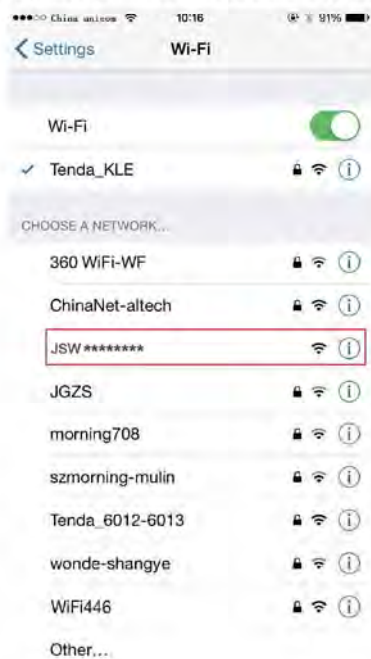 China unicom 10:16 91%
Settings Wi-Fi
Wi-Fi
Tenda_KLE
CHOOSE A NETWORK...
360 WiFi-WF
ChinaNet-altech
JSW********
JGZS
morning708
szmorning-mulin
Tenda_6012-6013
wonde-shangye
WiFi446
Other...